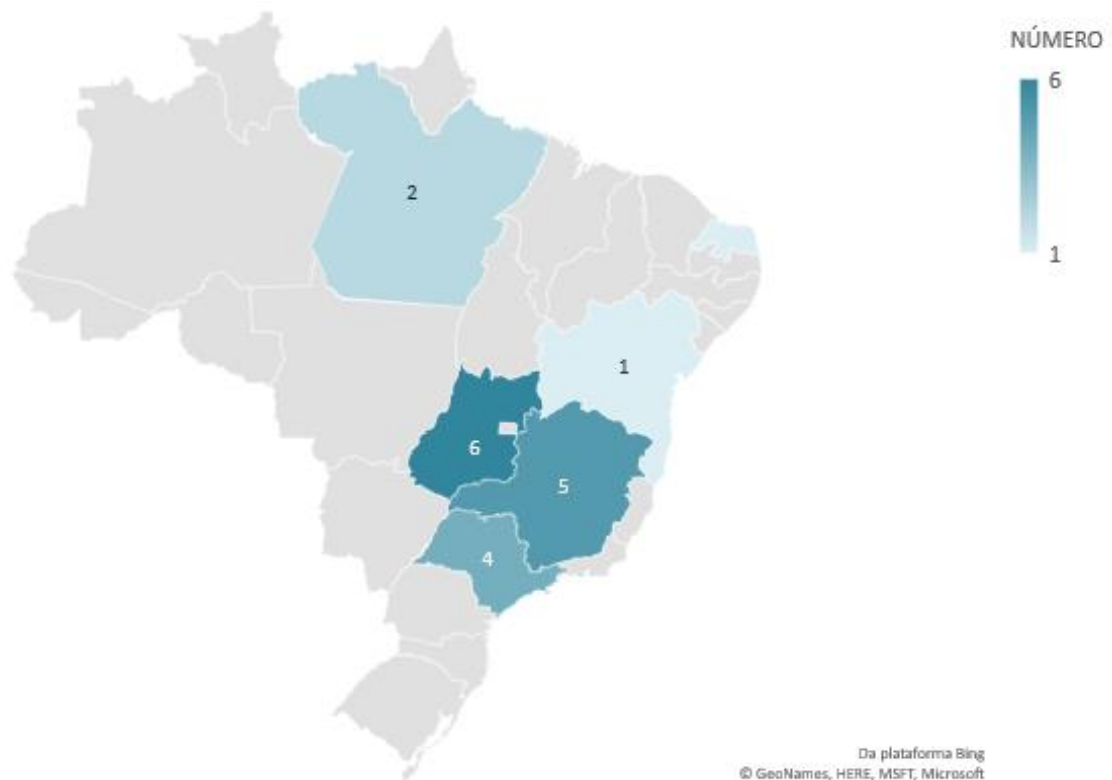 NÚMERO
6
1
2
1
6
5
4
Da plataforma Bing
© GeoNames, HERE, MSFT, Microsoft